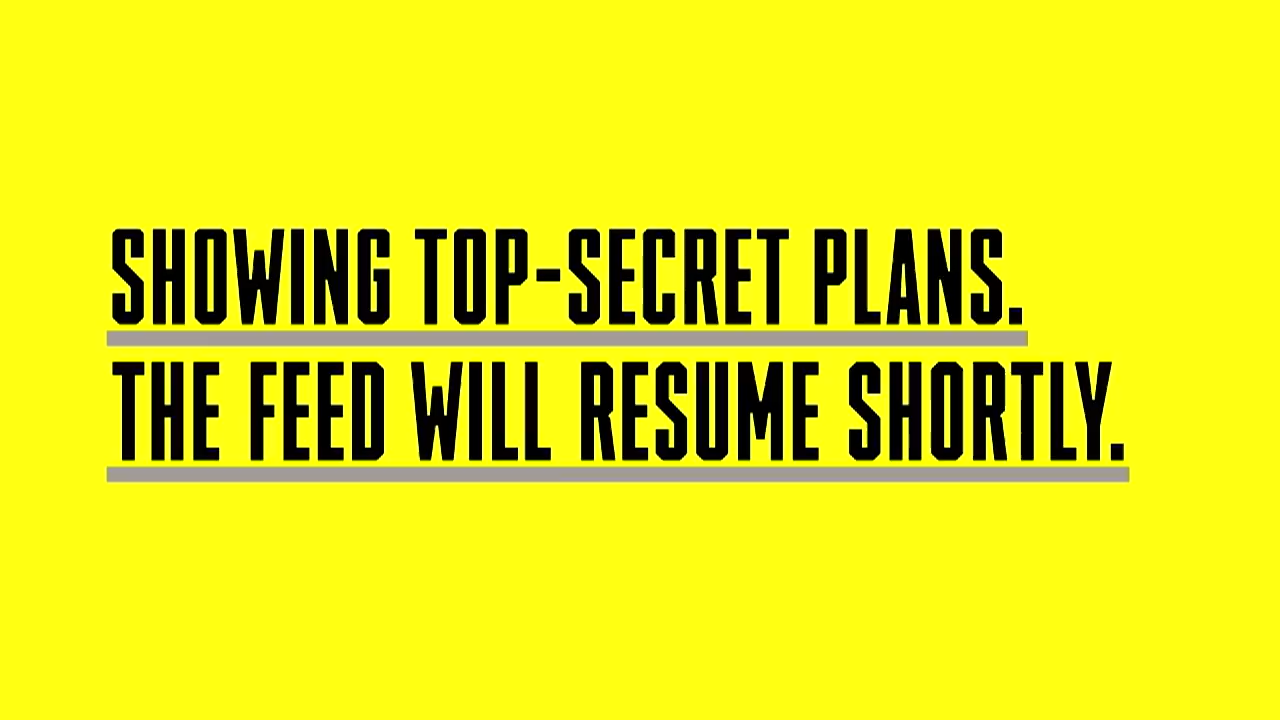 SHOWING TOP-SECRET PLANS.
THE FEED WILL RESUME SHORTLY.